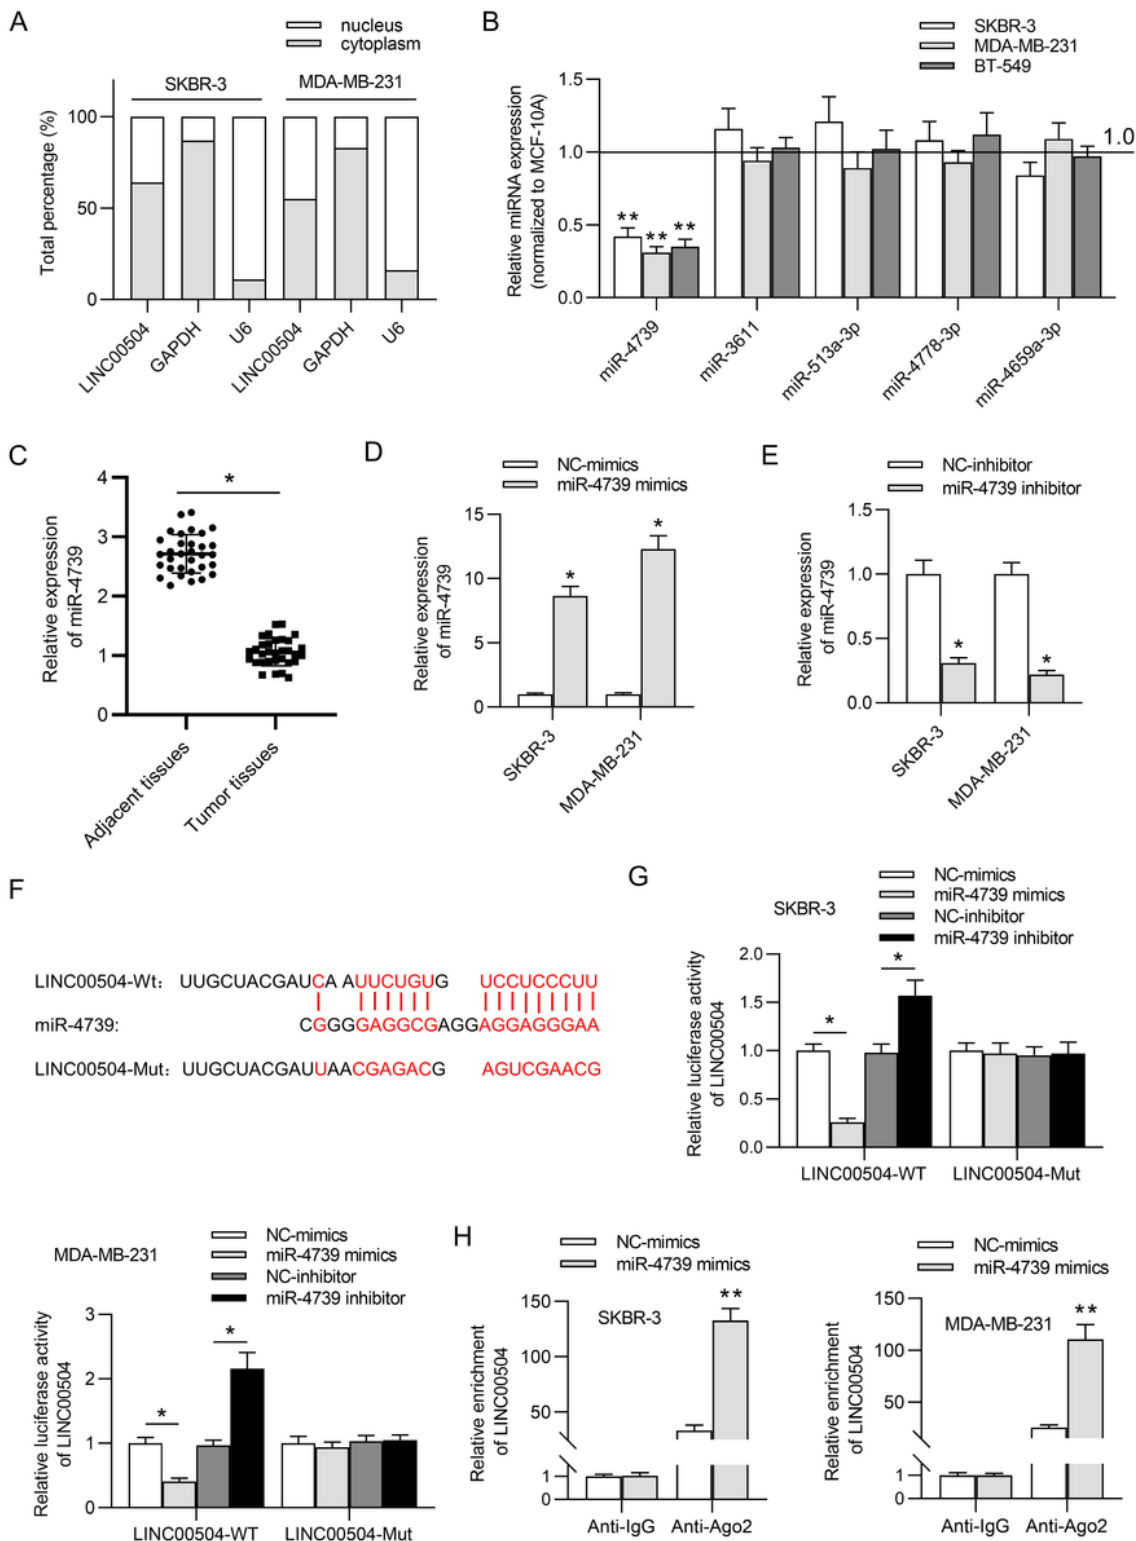 A
nucleus
cytoplasm
SKBR-3
MDA-MB-231
Total percentage (%)
100
50
0
LINC00504
GAPDH
U6
LINC00504
GAPDH
U6
B
SKBR-3
MDA-MB-231
BT-549
Relative miRNA expression
(normalized to MCF-10A)
1.5
1.0
0.5
0.0
1.0
**
**
**
miR-4739
miR-3611
miR-513a-3p
miR-4778-3p
miR-4659a-3p
C
Relative expression
of miR-4739
4
3
2
1
0
*
Adjacent tissues
Tumor tissues
D
NC-mimics
miR-4739 mimics
Relative expression
of miR-4739
15
10
5
0
*
*
SKBR-3
MDA-MB-231
E
NC-inhibitor
miR-4739 inhibitor
Relative expression
of miR-4739
1.5
1.0
0.5
0.0
*
*
SKBR-3
MDA-MB-231
F
LINC00504-Wt: UUGCUACGAUCA AUUCUGUG UCCUCCCUU
miR-4739: CGGGGAGGCGAGGAGGAGGGAA
LINC00504-Mut: UUGCUACGAUUAACGAGACG AGUCGAACG
G
SKBR-3
NC-mimics
miR-4739 mimics
NC-inhibitor
miR-4739 inhibitor
Relative luciferase activity
of LINC00504
2.0
1.5
1.0
0.5
0.0
*
*
LINC00504-WT
LINC00504-Mut
MDA-MB-231
NC-mimics
miR-4739 mimics
NC-inhibitor
miR-4739 inhibitor
Relative luciferase activity
of LINC00504
3
2
1
0
*
*
LINC00504-WT
LINC00504-Mut
H
NC-mimics
miR-4739 mimics
SKBR-3
Relative enrichment
of LINC00504
150
100
50
1
0
**
Anti-IgG
Anti-Ago2
NC-mimics
miR-4739 mimics
MDA-MB-231
Relative enrichment
of LINC00504
150
100
50
1
0
**
Anti-IgG
Anti-Ago2